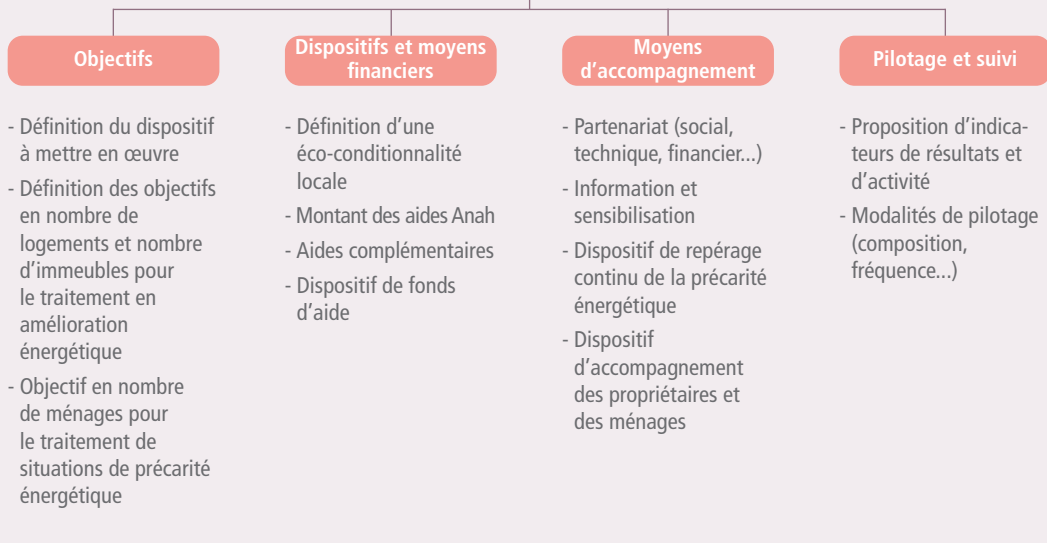 Objectifs
- Définition du dispositif
à mettre en œuvre
- Définition des objectifs
en nombre de
logements et nombre
d'immeubles pour
le traitement en
amélioration
énergétique
- Objectif en nombre
de ménages pour
le traitement de
situations de précarité
énergétique
Dispositifs et moyens
financiers
- Définition d'une
éco-conditionnalité
locale
- Montant des aides Anah
- Aides complémentaires
- Dispositif de fonds
d'aide
Moyens
d'accompagnement
- Partenariat (social,
technique, financier...)
- Information et
sensibilisation
- Dispositif de repérage
continu de la précarité
énergétique
- Dispositif
d'accompagnement
des propriétaires et
des ménages
Pilotage et suivi
- Proposition d'indica-
teurs de résultats et
d'activité
- Modalités de pilotage
(composition,
fréquence...)